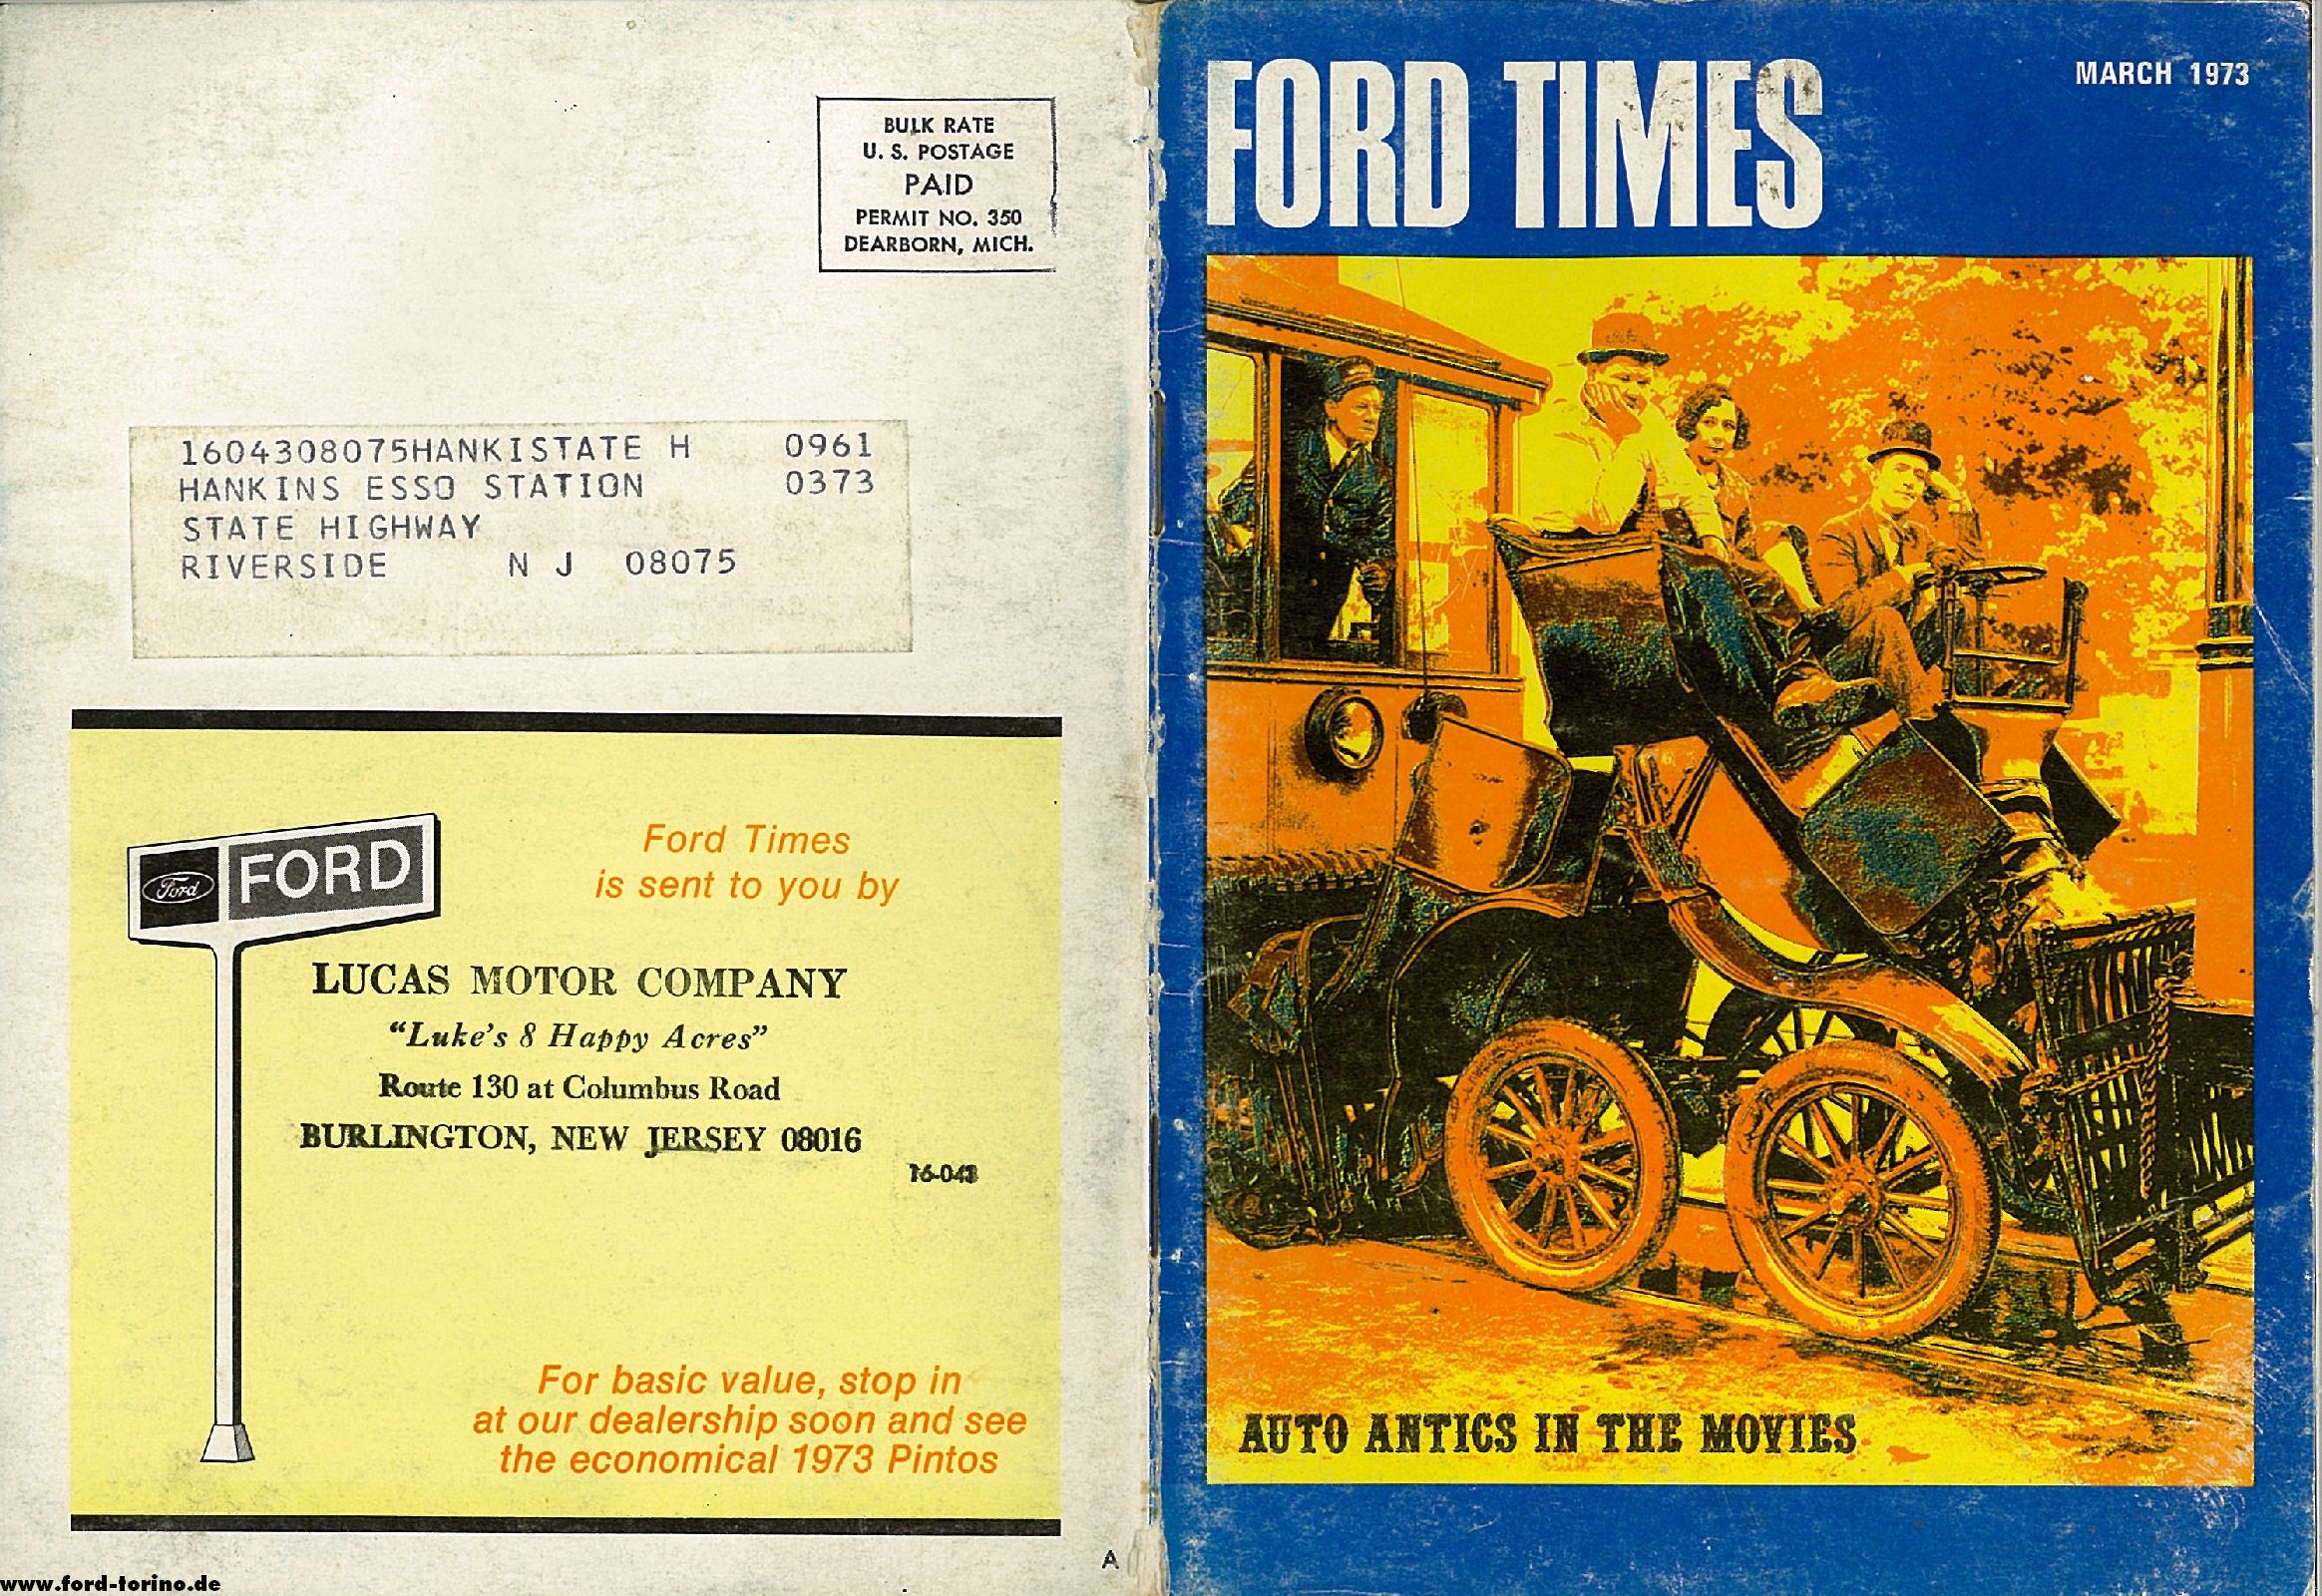 BULK RATE
U. S. POSTAGE
PAID
PERMIT NO. 350
DEARBORN, MICH.
1604308075HANKISTATE H 0961
HANKINS ESSO STATION 0373
STATE HIGHWAY
RIVERSIDE N J 08075
Ford FORD
Ford Times
is sent to you by
LUCAS MOTOR COMPANY
“Luke’s 8 Happy Acres”
Route 130 at Columbus Road
BURLINGTON, NEW JERSEY 08016
For basic value, stop in
at our dealership soon and see
the economical 1973 Pintos
A
www.ford-torino.de
FORD TIMES
MARCH 1973
AUTO ANTICS IN THE MOVIES